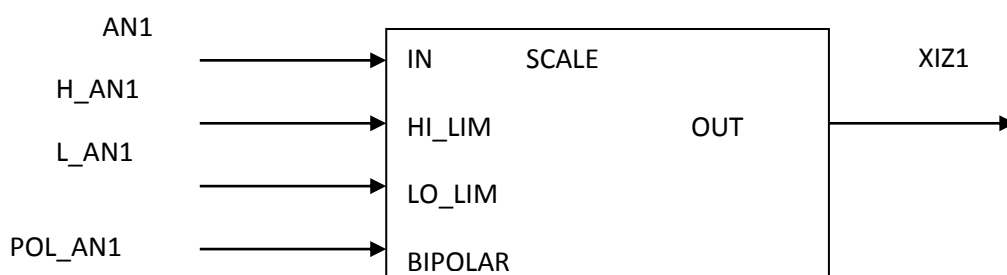 AN1
IN SCALE XIZ1
H_AN1
HI_LIM OUT
L_AN1
LO_LIM
POL_AN1
BIPOLAR